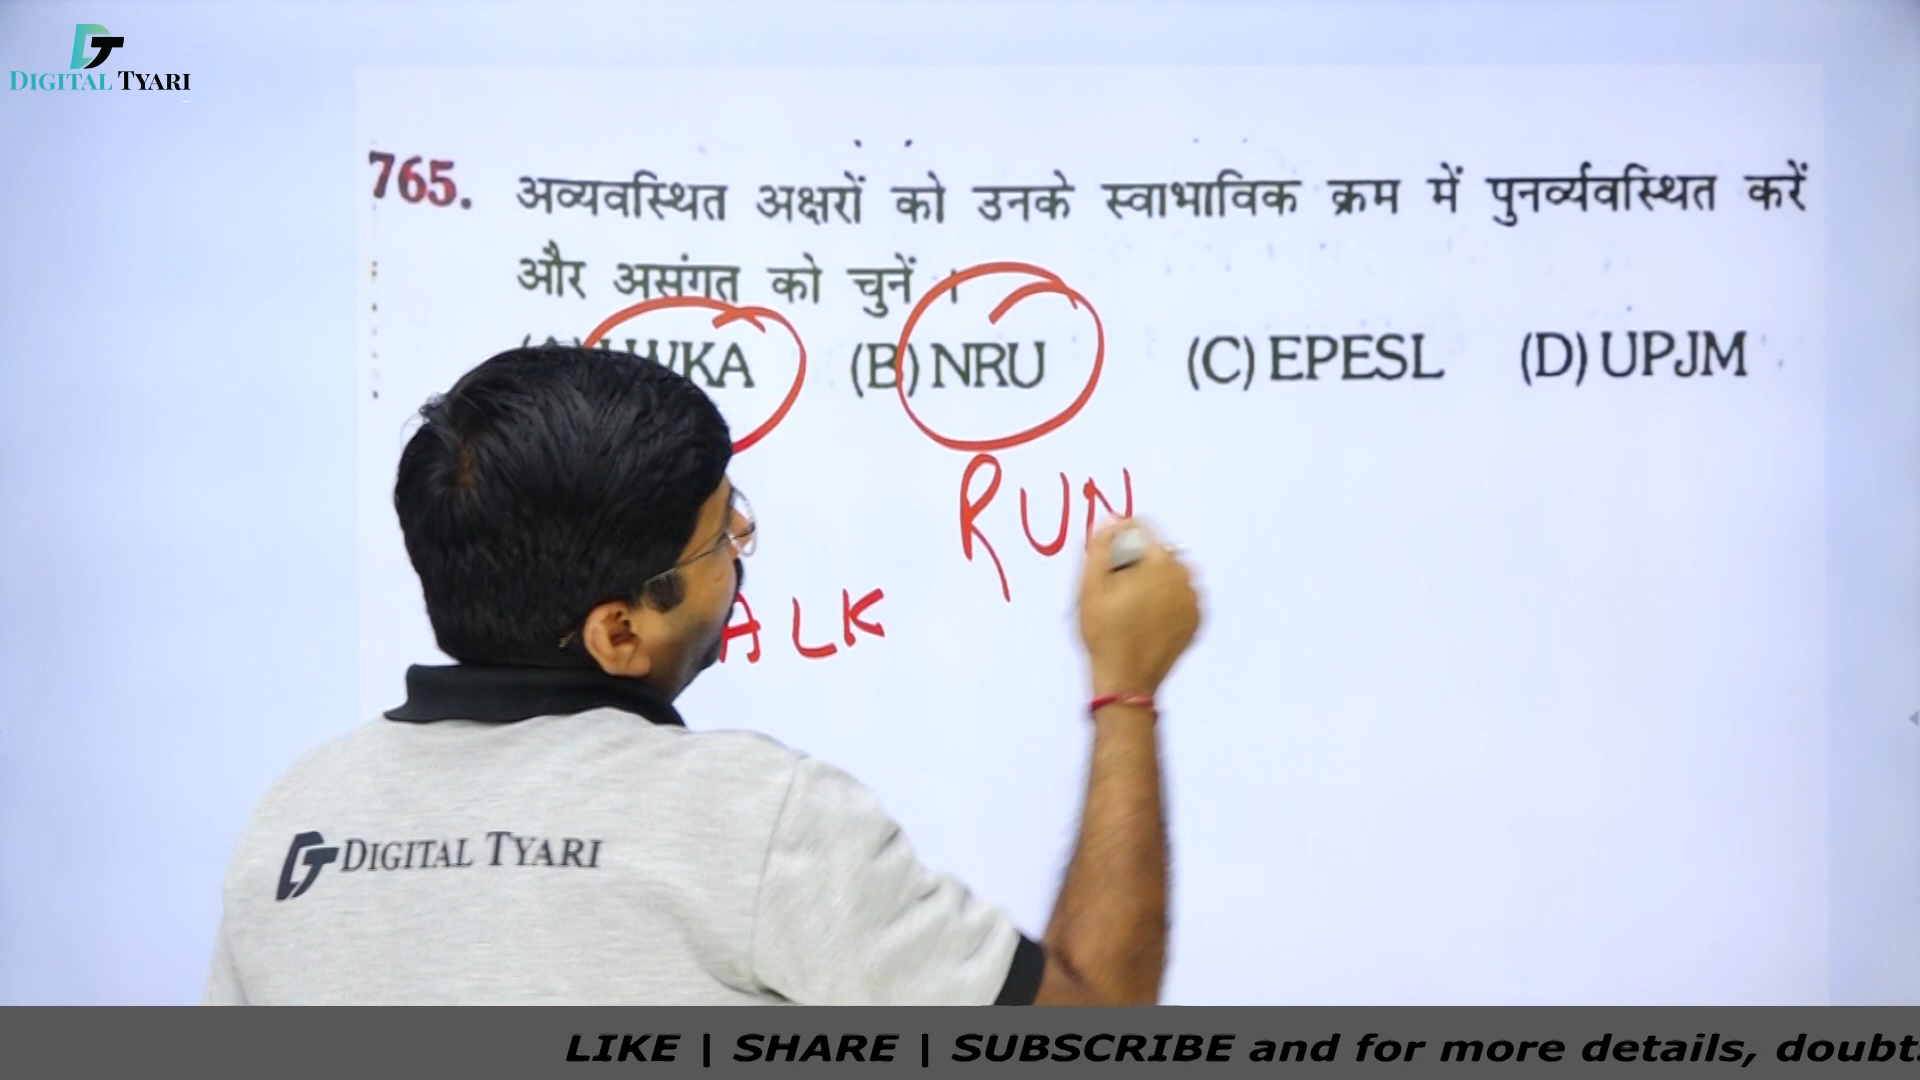 DIGITAL TYARI
765. अव्यवस्थित अक्षरों को उनके स्वाभाविक क्रम में पुनर्व्यवस्थित करें
और असंगत को चुनें ।
WKA (B) NRU (C) EPESL (D) UPJM
RUN
ALK
DIGITAL TYARI
LIKE | SHARE | SUBSCRIBE and for more details,